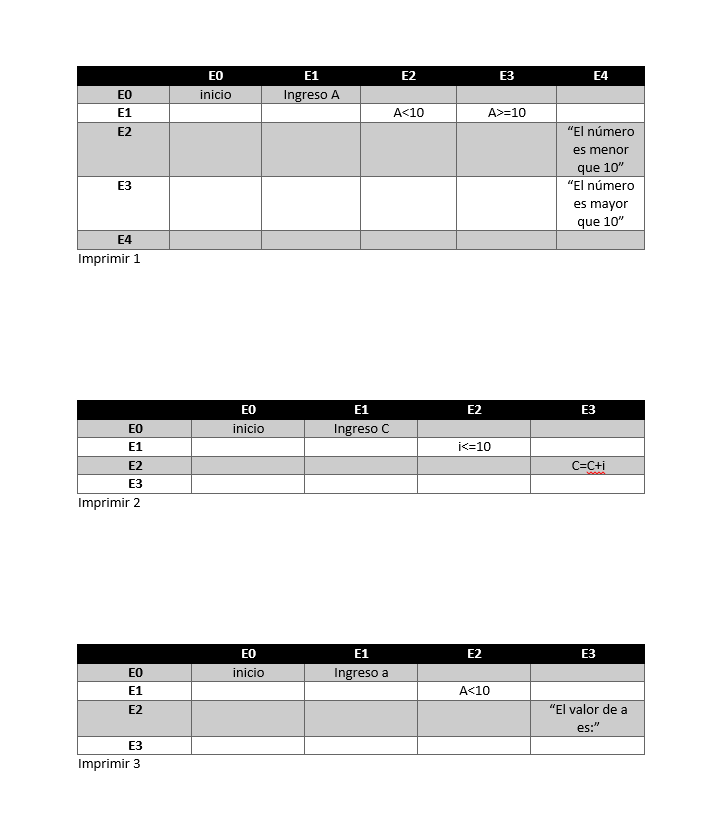 E0 E1 E2 E3 E4
E0 inicio Ingreso A
E1 A<10 A>=10
E2 “El número
es menor
que 10”
E3 “El número
es mayor
que 10”
E4
Imprimir 1
E0 E1 E2 E3
E0 inicio Ingreso C
E1 i<=10
E2 C=C+i
E3
Imprimir 2
E0 E1 E2 E3
E0 inicio Ingreso a
E1 A<10
E2 “El valor de a
es:”
E3
Imprimir 3